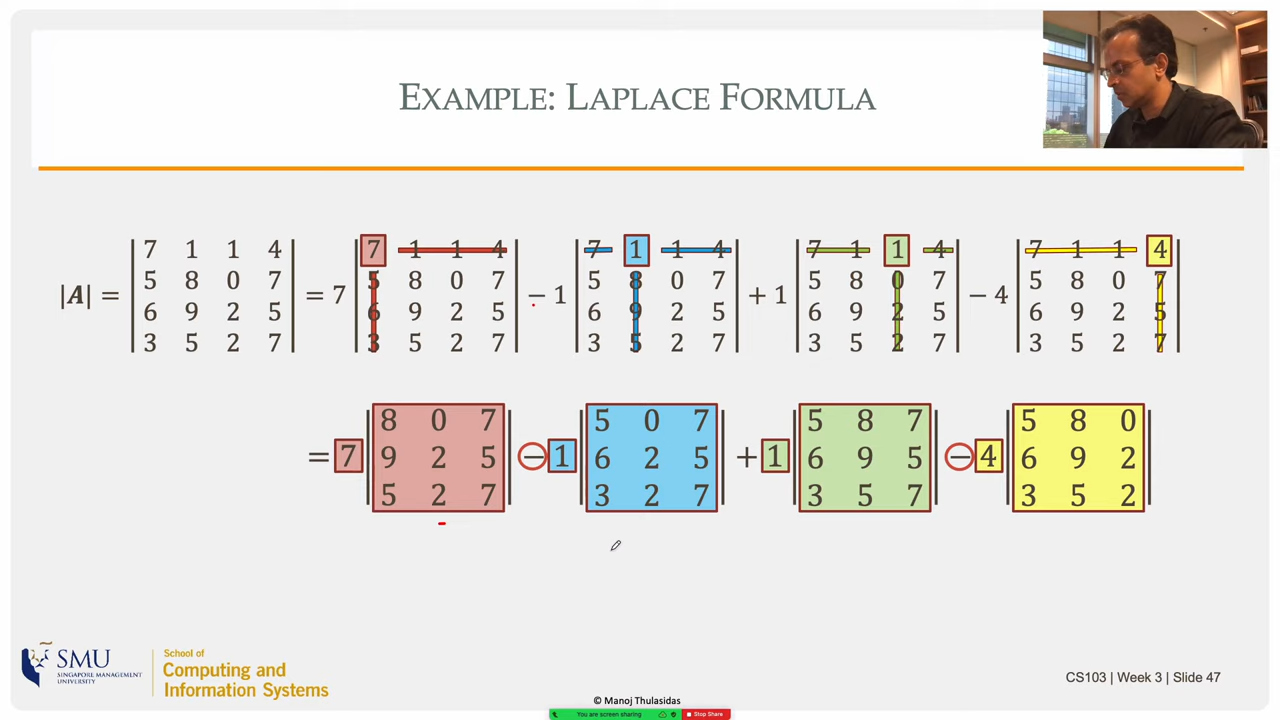 EXAMPLE: LAPLACE FORMULA
|A| = | 7 1 1 4 | = 7 | 7 1 1 4 | − 1 | 7 1 1 4 | + 1 | 7 1 1 4 | − 4 | 7 1 1 4 |
| 5 8 0 7 | | 5 8 0 7 | | 5 8 0 7 | | 5 8 0 7 | | 5 8 0 7 |
| 6 9 2 5 | | 6 9 2 5 | | 6 9 2 5 | | 6 9 2 5 | | 6 9 2 5 |
| 3 5 2 7 | | 3 5 2 7 | | 3 5 2 7 | | 3 5 2 7 | | 3 5 2 7 |
= 7 | 8 0 7 | − 1 | 5 0 7 | + 1 | 5 8 7 | − 4 | 5 8 0 |
| 9 2 5 | | 6 2 5 | | 6 9 5 | | 6 9 2 |
| 5 2 7 | | 3 2 7 | | 3 5 7 | | 3 5 2 |
SMU
SINGAPORE MANAGEMENT
UNIVERSITY
School of
Computing and
Information Systems
CS103 | Week 3 | Slide 47
© Manoj Thulasidas
You are screen sharing
Stop Share